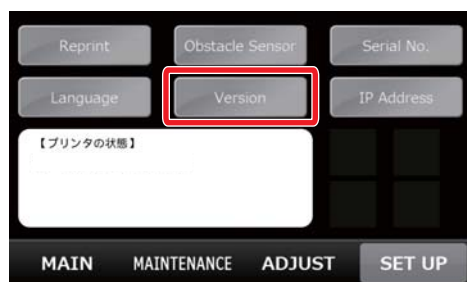 Reprint Obstacle Sensor Serial No.
Language Version IP Address
【プリンタの状態】
MAIN MAINTENANCE ADJUST SET UP